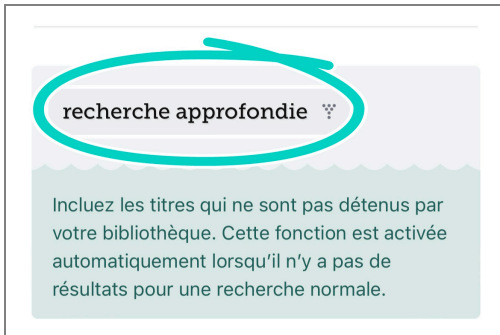 recherche approfondie
Incluez les titres qui ne sont pas détenus par
votre bibliothèque. Cette fonction est activée
automatiquement lorsqu'il n'y a pas de
résultats pour une recherche normale.